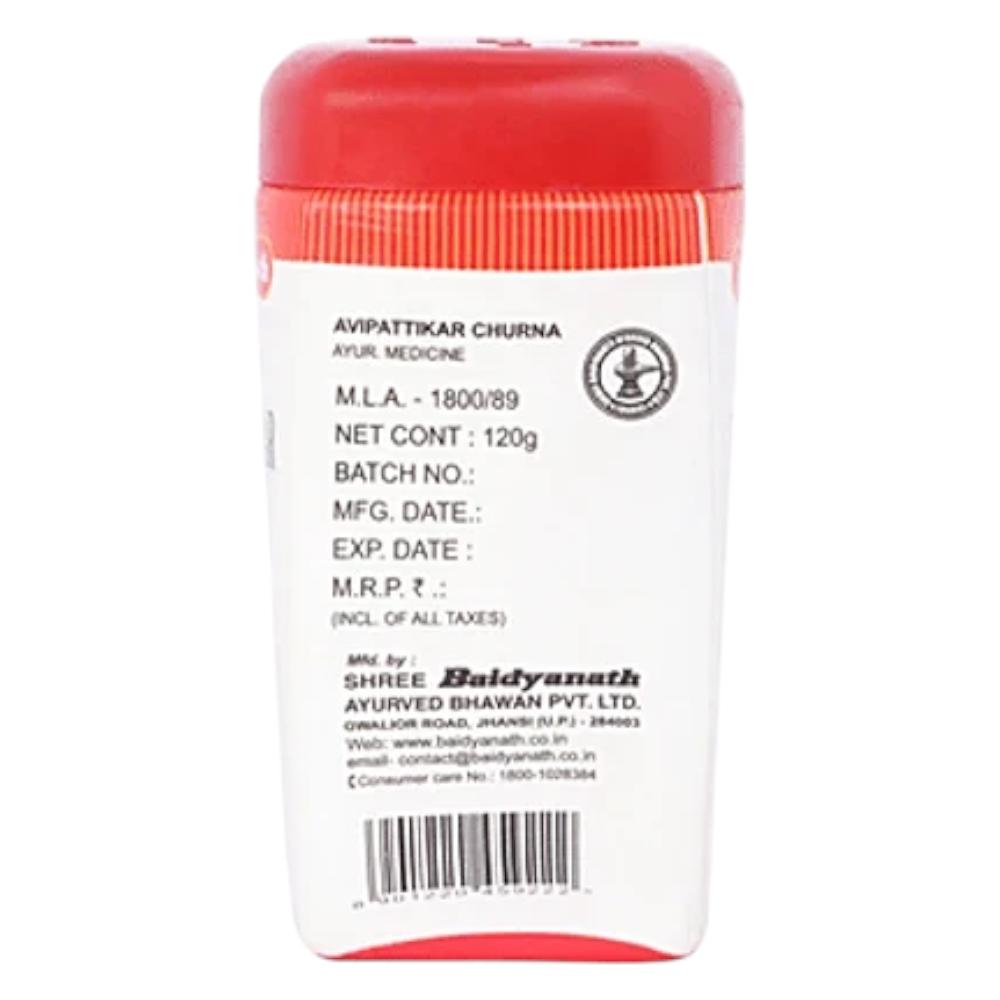 AVIPATTIKAR CHURNA
AYUR. MEDICINE
M.L.A. - 1800/89
NET CONT : 120g
BATCH NO.:
MFG. DATE.:
EXP. DATE :
M.R.P. ₹ .:
(INCL. OF ALL TAXES)
Mfd. by :
SHREE Baidyanath
AYURVED BHAWAN PVT. LTD.
GWALIOR ROAD, JHANSI (U.P.) - 284003
Web: www.baidyanath.co.in
email- contact@baidyanath.co.in
Consumer care No.: 1800-1028384